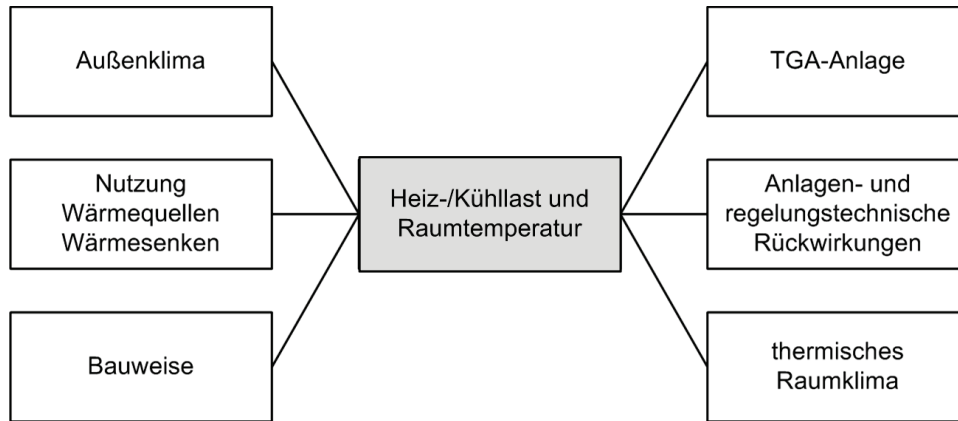 Außenklima
Nutzung
Wärmequellen
Wärmesenken
Bauweise
Heiz-/Kühllast und
Raumtemperatur
TGA-Anlage
Anlagen- und
regelungstechnische
Rückwirkungen
thermisches
Raumklima